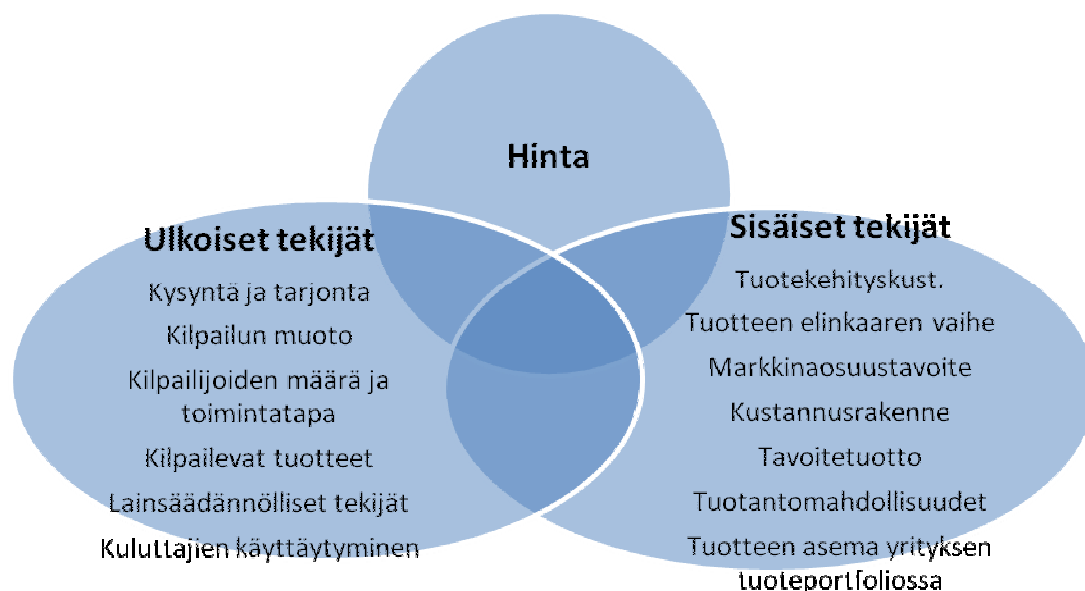 Hinta
Ulkoiset tekijät
Kysyntä ja tarjonta
Kilpailun muoto
Kilpailijoiden määrä ja
toimintatapa
Kilpailevat tuotteet
Lainsäädännölliset tekijät
Kuluttajien käyttäytyminen
Sisäiset tekijät
Tuotekehityskust.
Tuotteen elinkaaren vaihe
Markkinaosuustavoite
Kustannusrakenne
Tavoitetuotto
Tuotantomahdollisuudet
Tuotteen asema yrityksen
tuoteportfoliossa